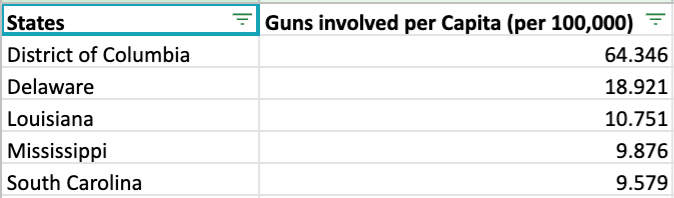 States Guns involved per Capita (per 100,000)
District of Columbia 64.346
Delaware 18.921
Louisiana 10.751
Mississippi 9.876
South Carolina 9.579